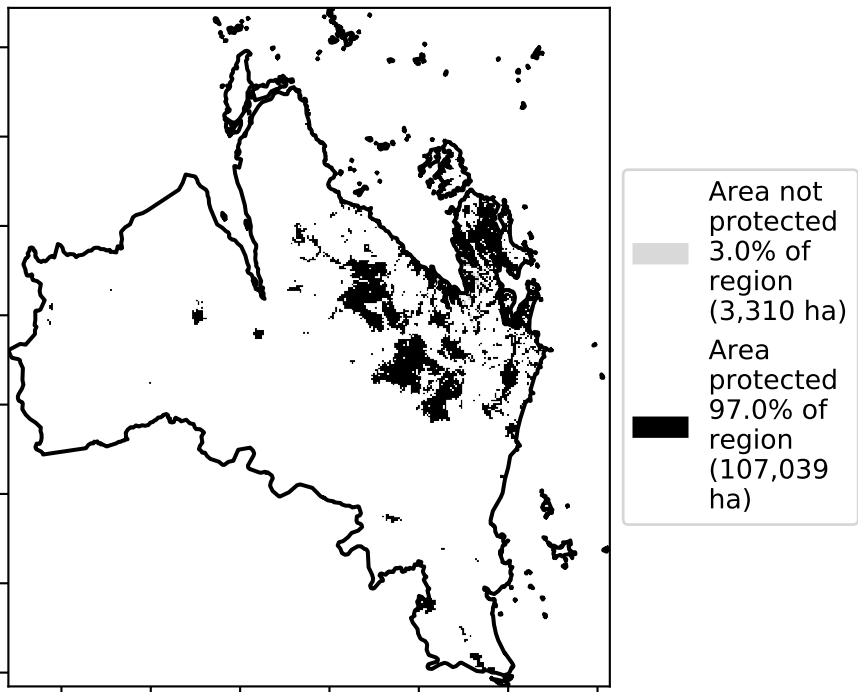 Area not
protected
3.0% of
region
(3,310 ha)
Area
protected
97.0% of
region
(107,039
ha)